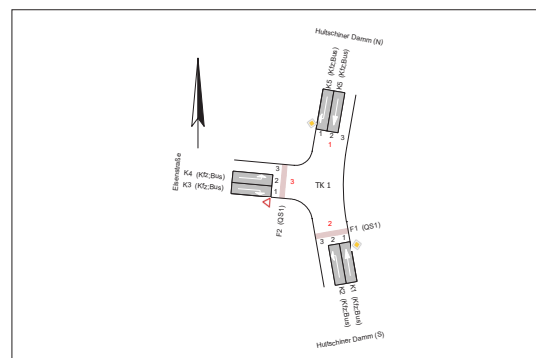 Hultschiner Damm (N)
K5 (Kfz;Bus)
K5 (Kfz;Bus)
1 2 3
1
Elsenstraße
K4 (Kfz;Bus)
K3 (Kfz;Bus)
3
2
1
3
TK 1
F2 (QS1)
2
F1 (QS1)
3 2 1
K2 (Kfz;Bus)
K1 (Kfz;Bus)
Hultschiner Damm (S)